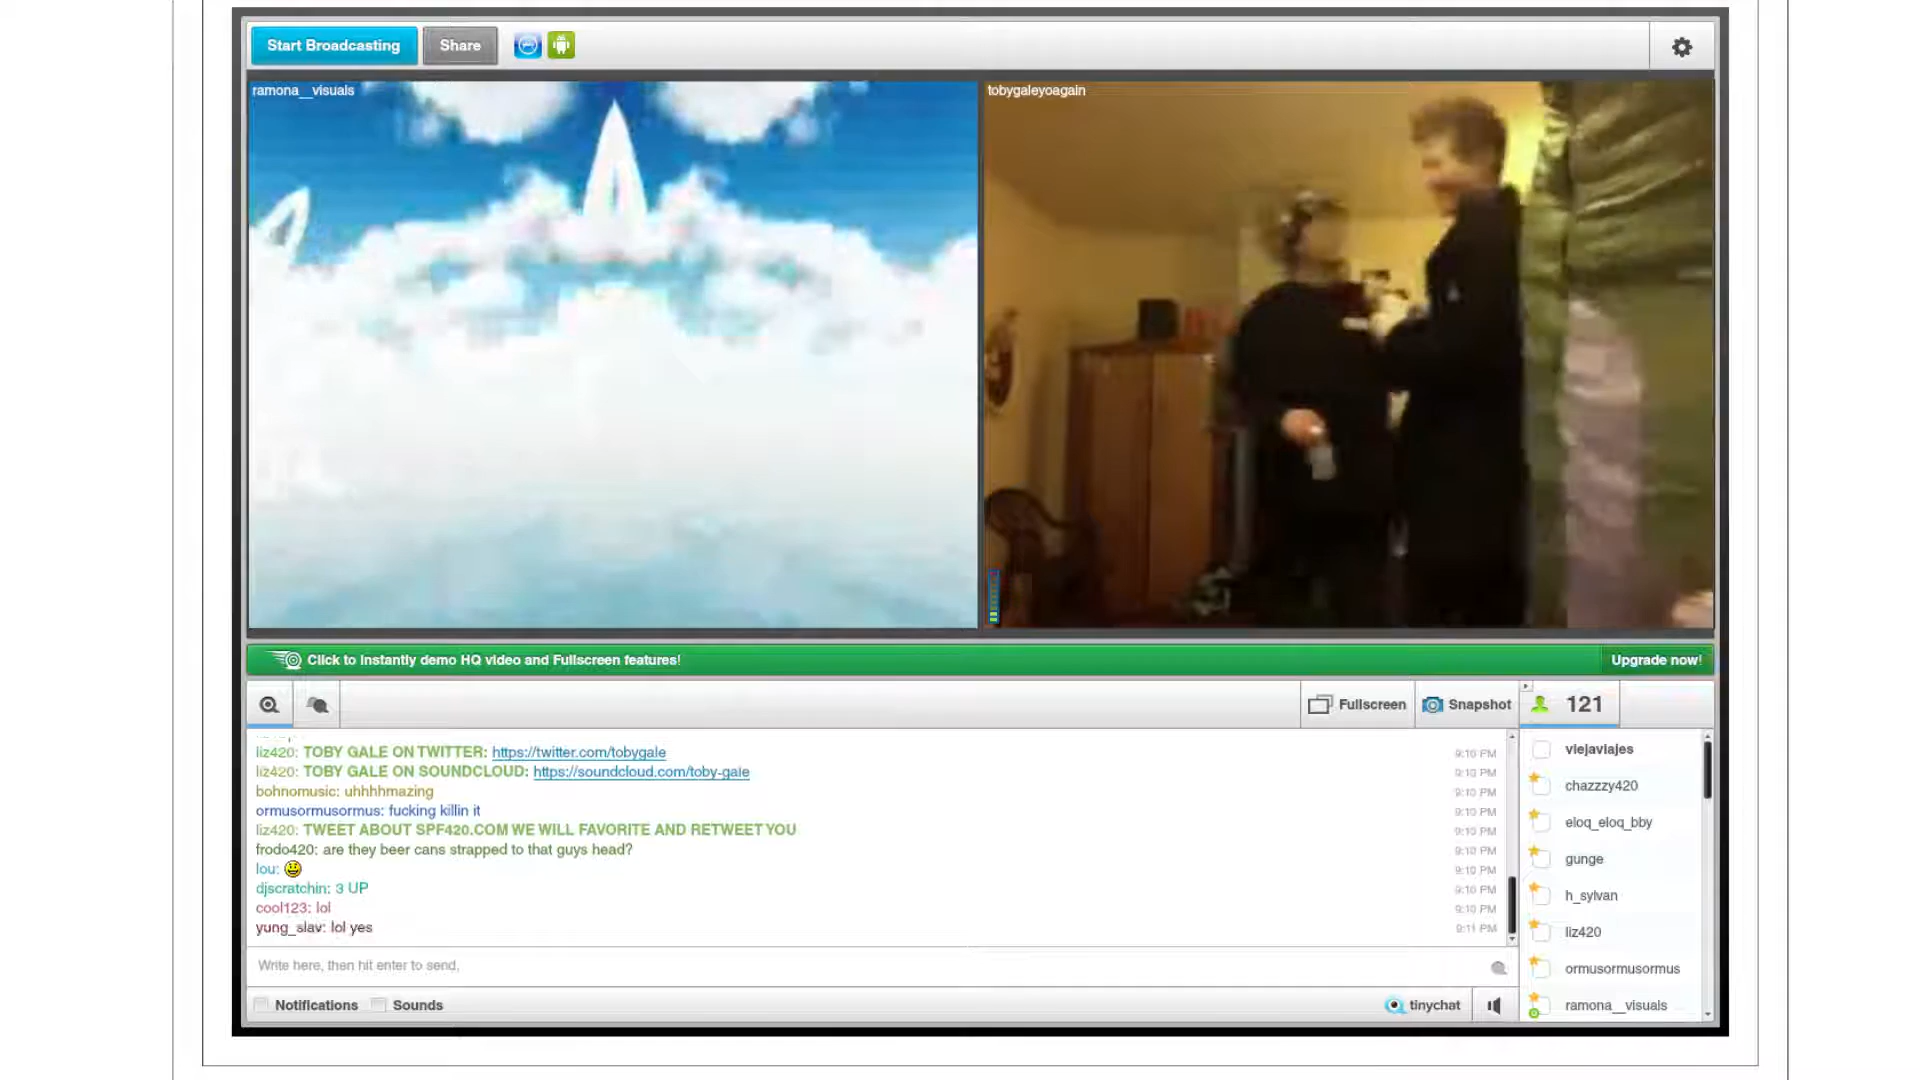 Start Broadcasting Share
ramona__visuals
tobygaleyoagain
Click to instantly demo HQ video and Fullscreen features!
Upgrade now!
Fullscreen Snapshot 121
liz420: TOBY GALE ON TWITTER: https://twitter.com/tobygale 9:10 PM
liz420: TOBY GALE ON SOUNDCLOUD: https://soundcloud.com/toby-gale 9:10 PM
bohnomusic: uhhhhmazing 9:10 PM
ormusormusormus: fucking killin it 9:10 PM
liz420: TWEET ABOUT SPF420.COM WE WILL FAVORITE AND RETWEET YOU 9:10 PM
frodo420: are they beer cans strapped to that guys head? 9:10 PM
lou: 9:10 PM
djscratchin: 3 UP 9:10 PM
cool123: lol 9:10 PM
yung_slav: lol yes 9:11 PM
viejaviajes
chazzzy420
eloq_eloq_bby
gunge
h_sylvan
liz420
ormusormusormus
ramona__visuals
Write here, then hit enter to send.
Notifications Sounds
tinychat